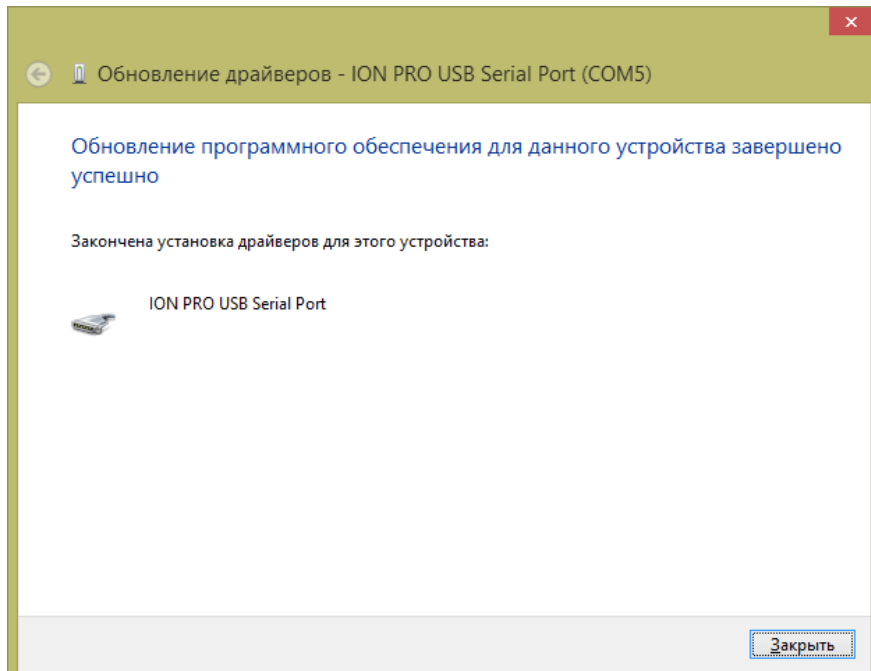 Обновление драйверов - ION PRO USB Serial Port (COM5)
Обновление программного обеспечения для данного устройства завершено
успешно
Закончена установка драйверов для этого устройства:
ION PRO USB Serial Port
Закрыть